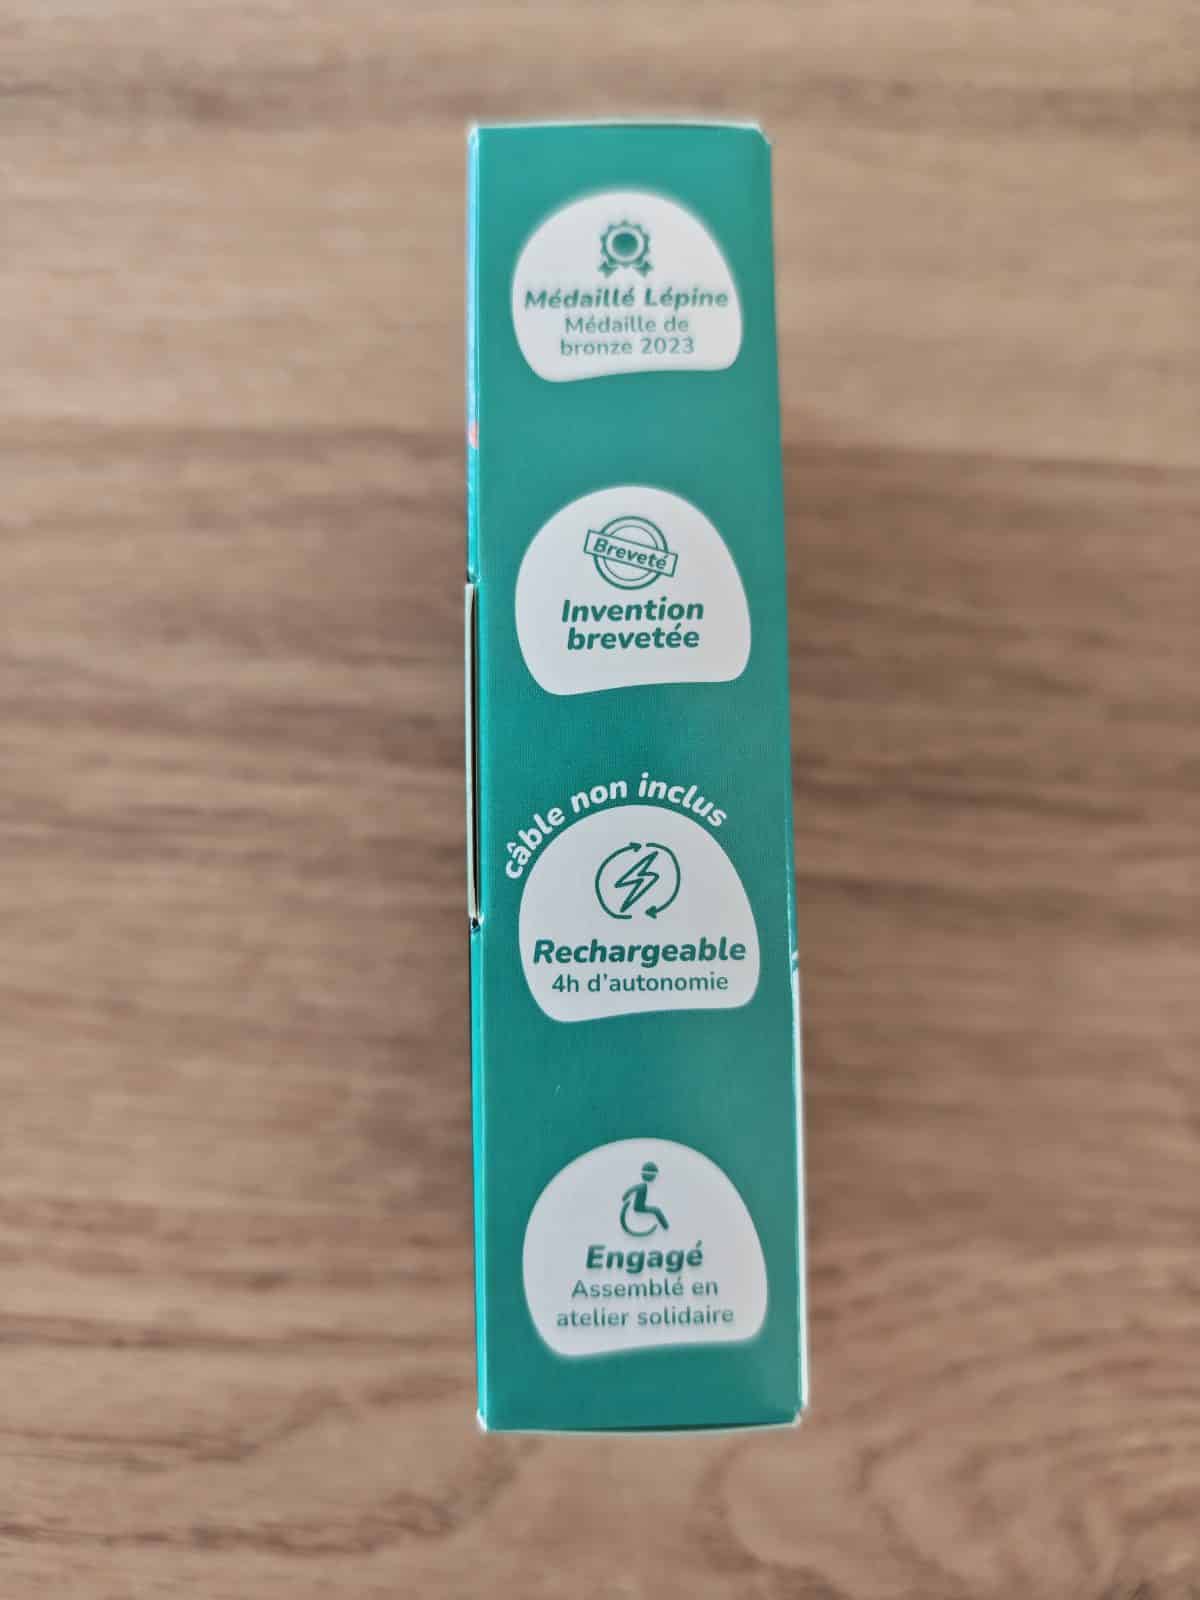 Médaillé Lépine
Médaille de
bronze 2023
Breveté
Invention
brevetée
câble non inclus
Rechargeable
4h d'autonomie
Engagé
Assemblé en
atelier solidaire